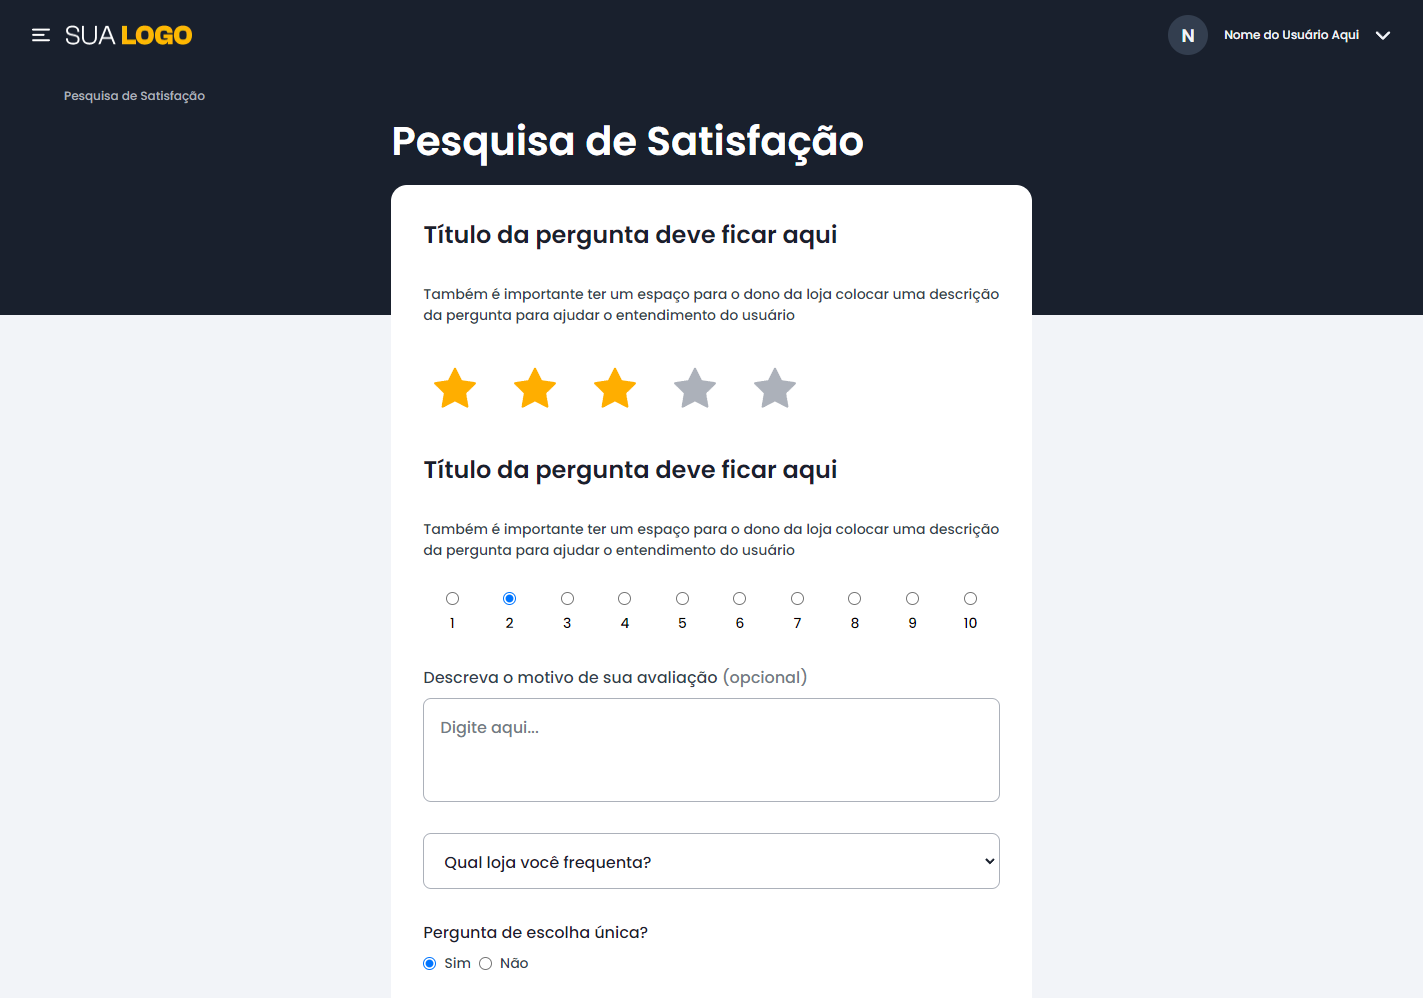 SUA LOGO
N
Nome do Usuário Aqui
Pesquisa de Satisfação
Pesquisa de Satisfação
Título da pergunta deve ficar aqui
Também é importante ter um espaço para o dono da loja colocar uma descrição
da pergunta para ajudar o entendimento do usuário
Título da pergunta deve ficar aqui
Também é importante ter um espaço para o dono da loja colocar uma descrição
da pergunta para ajudar o entendimento do usuário
1 2 3 4 5 6 7 8 9 10
Descreva o motivo de sua avaliação (opcional)
Digite aqui...
Qual loja você frequenta?
Pergunta de escolha única?
Sim Não